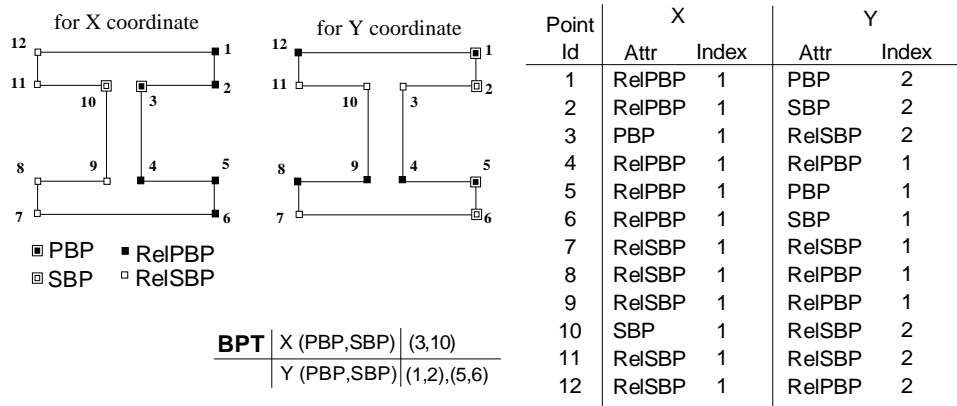 for X coordinate
12
1
11
2
10
3
9
4
8
5
7
6
for Y coordinate
12
1
11
2
10
3
9
4
8
5
7
6
PBP
RelPBP
SBP
RelSBP
BPT X (PBP,SBP) (3,10)
Y (PBP,SBP) (1,2),(5,6)
Point X Y
Id Attr Index Attr Index
1 RelPBP 1 PBP 2
2 RelPBP 1 SBP 2
3 PBP 1 RelSBP 2
4 RelPBP 1 RelPBP 1
5 RelPBP 1 PBP 1
6 RelPBP 1 SBP 1
7 RelSBP 1 RelSBP 1
8 RelSBP 1 RelPBP 1
9 RelSBP 1 RelPBP 1
10 SBP 1 RelSBP 2
11 RelSBP 1 RelSBP 2
12 RelSBP 1 RelPBP 2